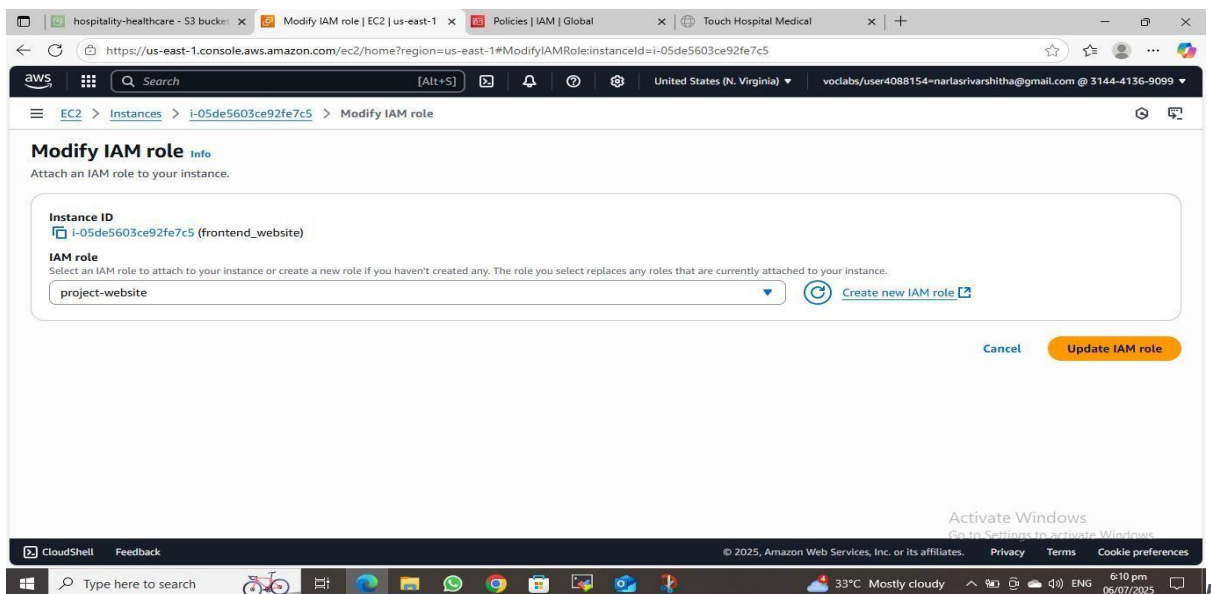 hospitality-healthcare - S3 bucket
Modify IAM role | EC2 | us-east-1
Policies | IAM | Global
Touch Hospital Medical
https://us-east-1.console.aws.amazon.com/ec2/home?region=us-east-1#ModifyIAMRole:instanceId=i-05de5603ce92fe7c5
aws
Search
[Alt+S]
United States (N. Virginia)
voclabs/user4088154=narlasrivarshitha@gmail.com @ 3144-4136-9099
EC2 > Instances > i-05de5603ce92fe7c5 > Modify IAM role
Modify IAM role Info
Attach an IAM role to your instance.
Instance ID
i-05de5603ce92fe7c5 (frontend_website)
IAM role
Select an IAM role to attach to your instance or create a new role if you haven't created any. The role you select replaces any roles that are currently attached to your instance.
project-website
Create new IAM role
Cancel
Update IAM role
Activate Windows
Go to Settings to activate Windows.
CloudShell Feedback
© 2025, Amazon Web Services, Inc. or its affiliates. Privacy Terms Cookie preferences
Type here to search
33°C Mostly cloudy
ENG
6:10 pm
06/07/2025